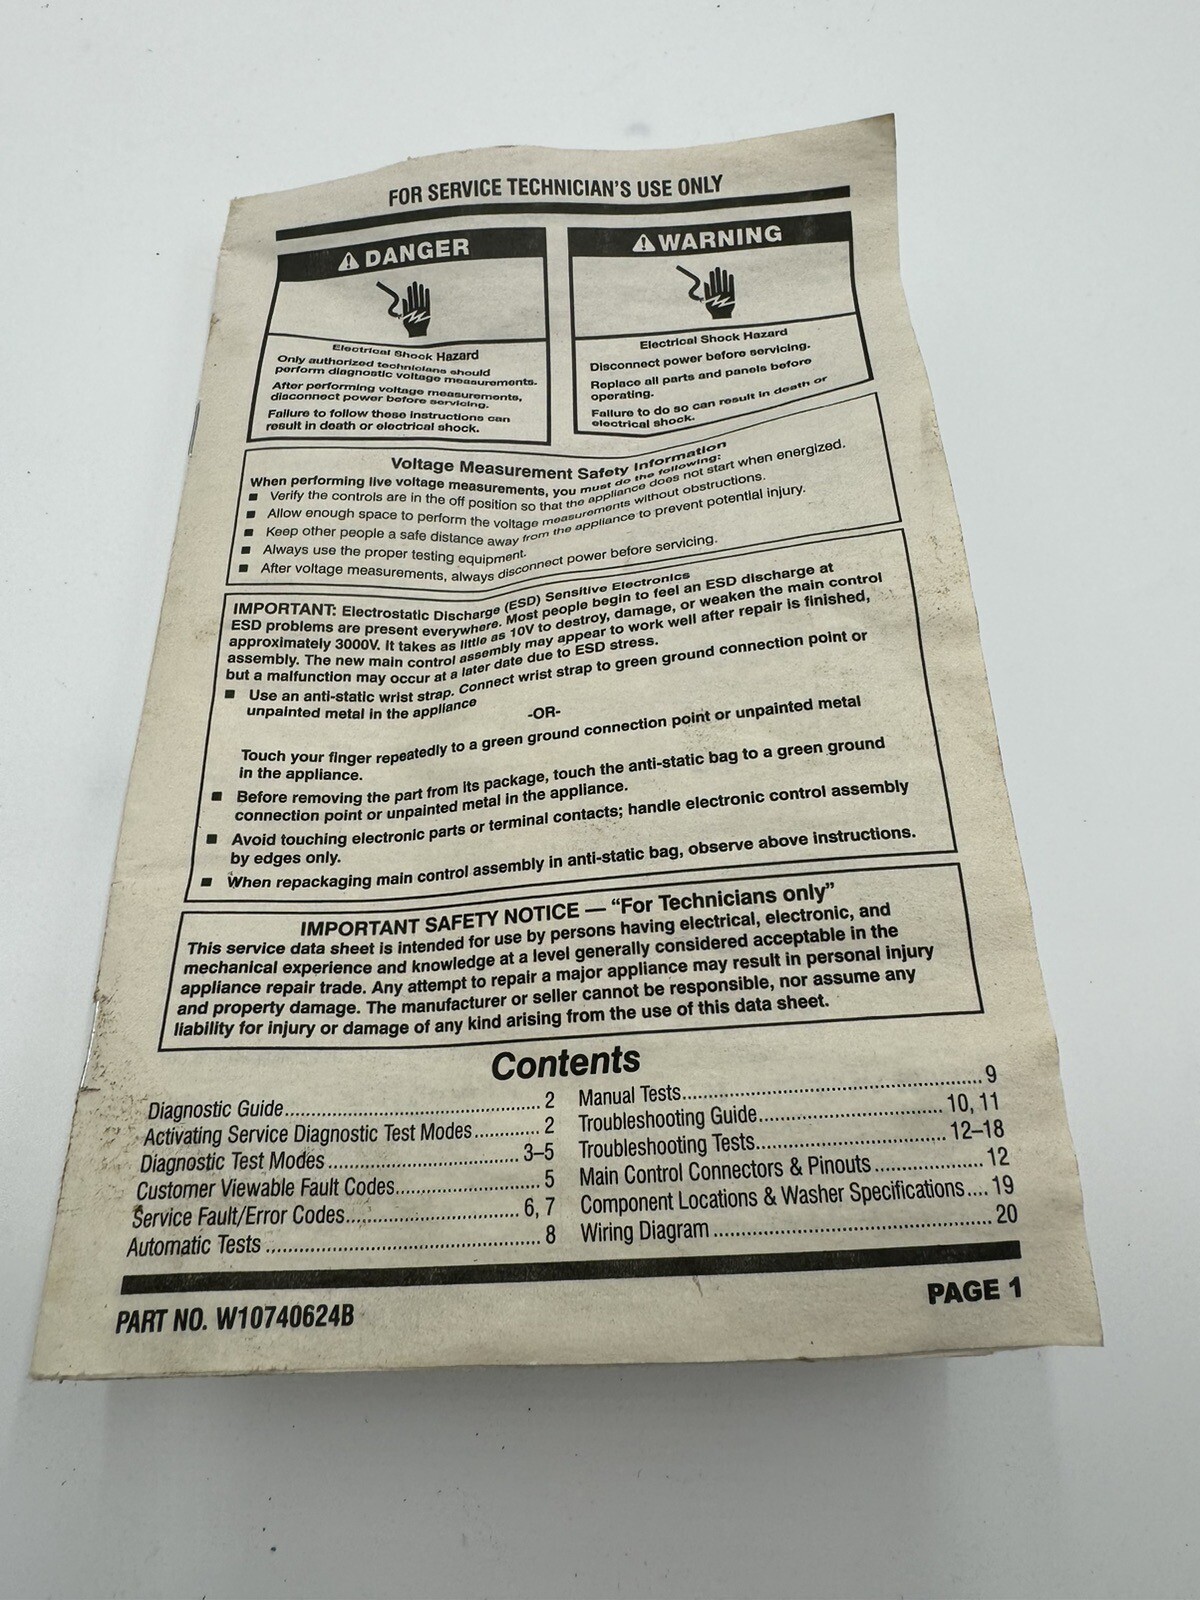 FOR SERVICE TECHNICIAN'S USE ONLY
⚠ DANGER
Electrical Shock Hazard
Only authorized technicians should
perform diagnostic voltage measurements.
After performing voltage measurements,
disconnect power before servicing.
Failure to follow these instructions can
result in death or electrical shock.
⚠ WARNING
Electrical Shock Hazard
Disconnect power before servicing.
Replace all parts and panels before
operating.
Failure to do so can result in death or
electrical shock.
Voltage Measurement Safety Information
When performing live voltage measurements, you must do the following:
■ Verify the controls are in the off position so that the appliance does not start when energized.
■ Allow enough space to perform the voltage measurements without obstructions.
■ Keep other people a safe distance away from the appliance to prevent potential injury.
■ Always use the proper testing equipment.
■ After voltage measurements, always disconnect power before servicing.
IMPORTANT: Electrostatic Discharge (ESD) Sensitive Electronics
ESD problems are present everywhere. Most people begin to feel an ESD discharge at
approximately 3000V. It takes as little as 10V to destroy, damage, or weaken the main control
assembly. The new main control assembly may appear to work well after repair is finished,
but a malfunction may occur at a later date due to ESD stress.
■ Use an anti-static wrist strap. Connect wrist strap to green ground connection point or
unpainted metal in the appliance
-OR-
Touch your finger repeatedly to a green ground connection point or unpainted metal
in the appliance.
■ Before removing the part from its package, touch the anti-static bag to a green ground
connection point or unpainted metal in the appliance.
■ Avoid touching electronic parts or terminal contacts; handle electronic control assembly
by edges only.
■ When repackaging main control assembly in anti-static bag, observe above instructions.
IMPORTANT SAFETY NOTICE — "For Technicians only"
This service data sheet is intended for use by persons having electrical, electronic, and
mechanical experience and knowledge at a level generally considered acceptable in the
appliance repair trade. Any attempt to repair a major appliance may result in personal injury
and property damage. The manufacturer or seller cannot be responsible, nor assume any
liability for injury or damage of any kind arising from the use of this data sheet.
Contents
Diagnostic Guide........................................ 2
Activating Service Diagnostic Test Modes........... 2
Diagnostic Test Modes................................. 3–5
Customer Viewable Fault Codes........................ 5
Service Fault/Error Codes.............................. 6, 7
Automatic Tests .......................................... 8
Manual Tests............................................... 9
Troubleshooting Guide............................. 10, 11
Troubleshooting Tests.............................. 12–18
Main Control Connectors & Pinouts ................. 12
Component Locations & Washer Specifications.... 19
Wiring Diagram ........................................... 20
PART NO. W10740624B
PAGE 1